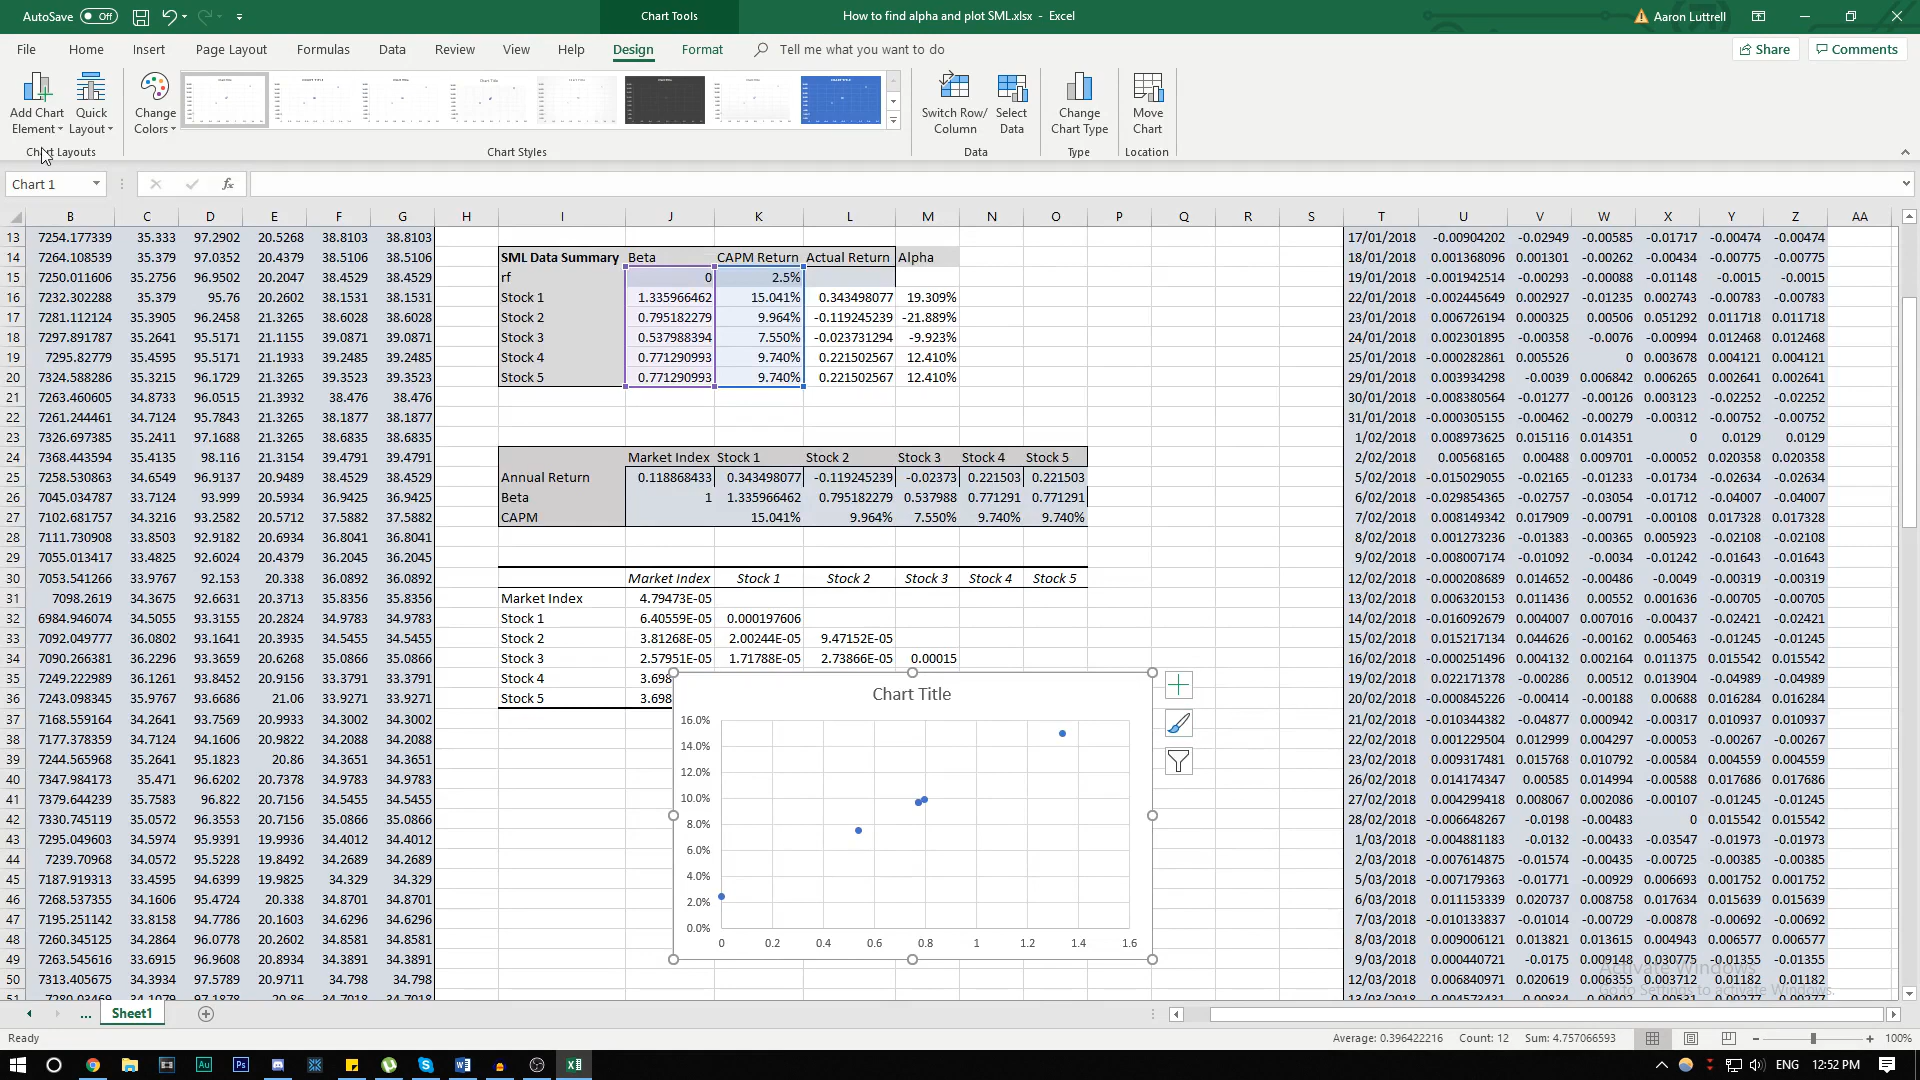 AutoSave Off
Chart Tools
How to find alpha and plot SML.xlsx - Excel
Aaron Luttrell
File Home Insert Page Layout Formulas Data Review View Help Design Format Tell me what you want to do Share Comments
Add Chart Element
Quick Layout
Change Colors
Switch Row/ Column
Select Data
Change Chart Type
Move Chart
Chart Layouts Chart Styles Data Type Location
Chart 1 fx
B C D E F G H I J K L M N O P Q R S T U V W X Y Z AA
13 7254.177339 35.333 97.2902 20.5268 38.8103 38.8103 17/01/2018 -0.00904202 -0.02949 -0.00585 -0.01717 -0.00474 -0.00474
14 7264.108539 35.379 97.0352 20.4379 38.5106 38.5106 SML Data Summary Beta CAPM Return Actual Return Alpha 18/01/2018 0.001368096 0.001301 -0.00262 -0.00434 -0.00775 -0.00775
15 7250.011606 35.2756 96.9502 20.2047 38.4529 38.4529 rf 0 2.5% 19/01/2018 -0.001942514 -0.00293 -0.00088 -0.01148 -0.0015 -0.0015
16 7232.302288 35.379 95.76 20.2602 38.1531 38.1531 Stock 1 1.335966462 15.041% 0.343498077 19.309% 22/01/2018 -0.002445649 0.002927 -0.01235 0.002743 -0.00783 -0.00783
17 7281.112124 35.3905 96.2458 21.3265 38.6028 38.6028 Stock 2 0.795182279 9.964% -0.119245239 -21.889% 23/01/2018 0.006726194 0.000325 0.00506 0.051292 0.011718 0.011718
18 7297.891787 35.2641 95.5171 21.1155 39.0871 39.0871 Stock 3 0.537988394 7.550% -0.023731294 -9.923% 24/01/2018 0.002301895 -0.00358 -0.0076 -0.00994 0.012468 0.012468
19 7295.82779 35.4595 95.5171 21.1933 39.2485 39.2485 Stock 4 0.771290993 9.740% 0.221502567 12.410% 25/01/2018 -0.000282861 0.005526 0 0.003678 0.004121 0.004121
20 7324.588286 35.3215 96.1729 21.3265 39.3523 39.3523 Stock 5 0.771290993 9.740% 0.221502567 12.410% 29/01/2018 0.003934298 -0.0039 0.006842 0.006265 0.002641 0.002641
21 7263.460605 34.8733 96.0515 21.3932 38.476 38.476 30/01/2018 -0.008380564 -0.01277 -0.00126 0.003123 -0.02252 -0.02252
22 7261.244461 34.7124 95.7843 21.3265 38.1877 38.1877 31/01/2018 -0.000305155 -0.00462 -0.00279 -0.00312 -0.00752 -0.00752
23 7326.697385 35.2411 97.1688 21.3265 38.6835 38.6835 1/02/2018 0.008973625 0.015116 0.014351 0 0.0129 0.0129
24 7368.443594 35.4135 98.116 21.3154 39.4791 39.4791 Market Index Stock 1 Stock 2 Stock 3 Stock 4 Stock 5 2/02/2018 0.00568165 0.00488 0.009701 -0.00052 0.020358 0.020358
25 7258.530863 34.6549 96.9137 20.9489 38.4529 38.4529 Annual Return 0.118868433 0.343498077 -0.119245239 -0.02373 0.221503 0.221503 5/02/2018 -0.015029055 -0.02165 -0.01233 -0.01734 -0.02634 -0.02634
26 7045.034787 33.7124 93.999 20.5934 36.9425 36.9425 Beta 1 1.335966462 0.795182279 0.537988 0.771291 0.771291 6/02/2018 -0.029854365 -0.02757 -0.03054 -0.01712 -0.04007 -0.04007
27 7102.681757 34.3216 93.2582 20.5712 37.5882 37.5882 CAPM 15.041% 9.964% 7.550% 9.740% 9.740% 7/02/2018 0.008149342 0.017909 -0.00791 -0.00108 0.017328 0.017328
28 7111.730908 33.8503 92.9182 20.6934 36.8041 36.8041 8/02/2018 0.001273236 -0.01383 -0.00365 0.005923 -0.02108 -0.02108
29 7055.013417 33.4825 92.6024 20.4379 36.2045 36.2045 9/02/2018 -0.008007174 -0.01092 -0.0034 -0.01242 -0.01643 -0.01643
30 7053.541266 33.9767 92.153 20.338 36.0892 36.0892 Market Index Stock 1 Stock 2 Stock 3 Stock 4 Stock 5 12/02/2018 -0.000208689 0.014652 -0.00486 -0.0049 -0.00319 -0.00319
31 7098.2619 34.3675 92.6631 20.3713 35.8356 35.8356 Market Index 4.79473E-05 13/02/2018 0.006320153 0.011436 0.00552 0.001636 -0.00705 -0.00705
32 6984.946074 34.5055 93.3155 20.2824 34.9783 34.9783 Stock 1 6.40559E-05 0.000197606 14/02/2018 -0.016092679 0.004007 0.007016 -0.00437 -0.02421 -0.02421
33 7092.049777 36.0802 93.1641 20.3935 34.5455 34.5455 Stock 2 3.81268E-05 2.00244E-05 9.47152E-05 15/02/2018 0.015217134 0.044626 -0.00162 0.005463 -0.01245 -0.01245
34 7090.266381 36.2296 93.3659 20.6268 35.0866 35.0866 Stock 3 2.57951E-05 1.71788E-05 2.73866E-05 0.00015 16/02/2018 -0.000251496 0.004132 0.002164 0.011375 0.015542 0.015542
35 7249.222989 36.1261 93.8452 20.9156 33.3791 33.3791 Stock 4 3.698 19/02/2018 0.022171378 -0.00286 0.00512 0.013904 -0.04989 -0.04989
36 7243.098345 35.9767 93.6686 21.06 33.9271 33.9271 Stock 5 3.698 20/02/2018 -0.000845226 -0.00414 -0.00188 0.00688 0.016284 0.016284
37 7168.559164 34.2641 93.7569 20.9933 34.3002 34.3002 21/02/2018 -0.010344382 -0.04877 0.000942 -0.00317 0.010937 0.010937
38 7177.378359 34.7124 94.1606 20.9822 34.2088 34.2088 22/02/2018 0.001229504 0.012999 0.004297 -0.00053 -0.00267 -0.00267
39 7244.565968 35.2641 95.1823 20.86 34.3651 34.3651 23/02/2018 0.009317481 0.015768 0.010792 -0.00584 0.004559 0.004559
40 7347.984173 35.471 96.6202 20.7378 34.9783 34.9783 26/02/2018 0.014174347 0.00585 0.014994 -0.00588 0.017686 0.017686
41 7379.644239 35.7583 96.822 20.7156 34.5455 34.5455 27/02/2018 0.004299418 0.008067 0.002086 -0.00107 -0.01245 -0.01245
42 7330.745119 35.0572 96.3553 20.7156 35.0866 35.0866 28/02/2018 -0.006648267 -0.0198 -0.00483 0 0.015542 0.015542
43 7295.049603 34.5974 95.9391 19.9936 34.4012 34.4012 1/03/2018 -0.004881183 -0.0132 -0.00433 -0.03547 -0.01973 -0.01973
44 7239.70968 34.0572 95.5228 19.8492 34.2689 34.2689 2/03/2018 -0.007614875 -0.01574 -0.00435 -0.00725 -0.00385 -0.00385
45 7187.919313 33.4595 94.6399 19.9825 34.329 34.329 5/03/2018 -0.007179363 -0.01771 -0.00929 0.006693 0.001752 0.001752
46 7268.537355 34.1606 95.4724 20.338 34.8701 34.8701 6/03/2018 0.011153339 0.020737 0.008758 0.017634 0.015639 0.015639
47 7195.251142 33.8158 94.7786 20.1603 34.6296 34.6296 7/03/2018 -0.010133837 -0.01014 -0.00729 -0.00878 -0.00692 -0.00692
48 7260.345125 34.2864 96.0778 20.2602 34.8581 34.8581 8/03/2018 0.009006121 0.013821 0.013615 0.004943 0.006577 0.006577
49 7263.545616 33.6915 96.9608 20.8934 34.3891 34.3891 9/03/2018 0.000440721 -0.0175 0.009148 0.030775 -0.01355 -0.01355
50 7313.405675 34.3934 97.5789 20.9711 34.798 34.798 12/03/2018 0.006840971 0.020619 0.006355 0.003712 0.01182 0.01182
Chart Title
16.0%
14.0%
12.0%
10.0%
8.0%
6.0%
4.0%
2.0%
0.0%
0 0.2 0.4 0.6 0.8 1 1.2 1.4 1.6
Activate Windows
Go to Settings to activate Windows.
... Sheet1
Ready Average: 0.396422216 Count: 12 Sum: 4.757066593 100%
ENG 12:52 PM